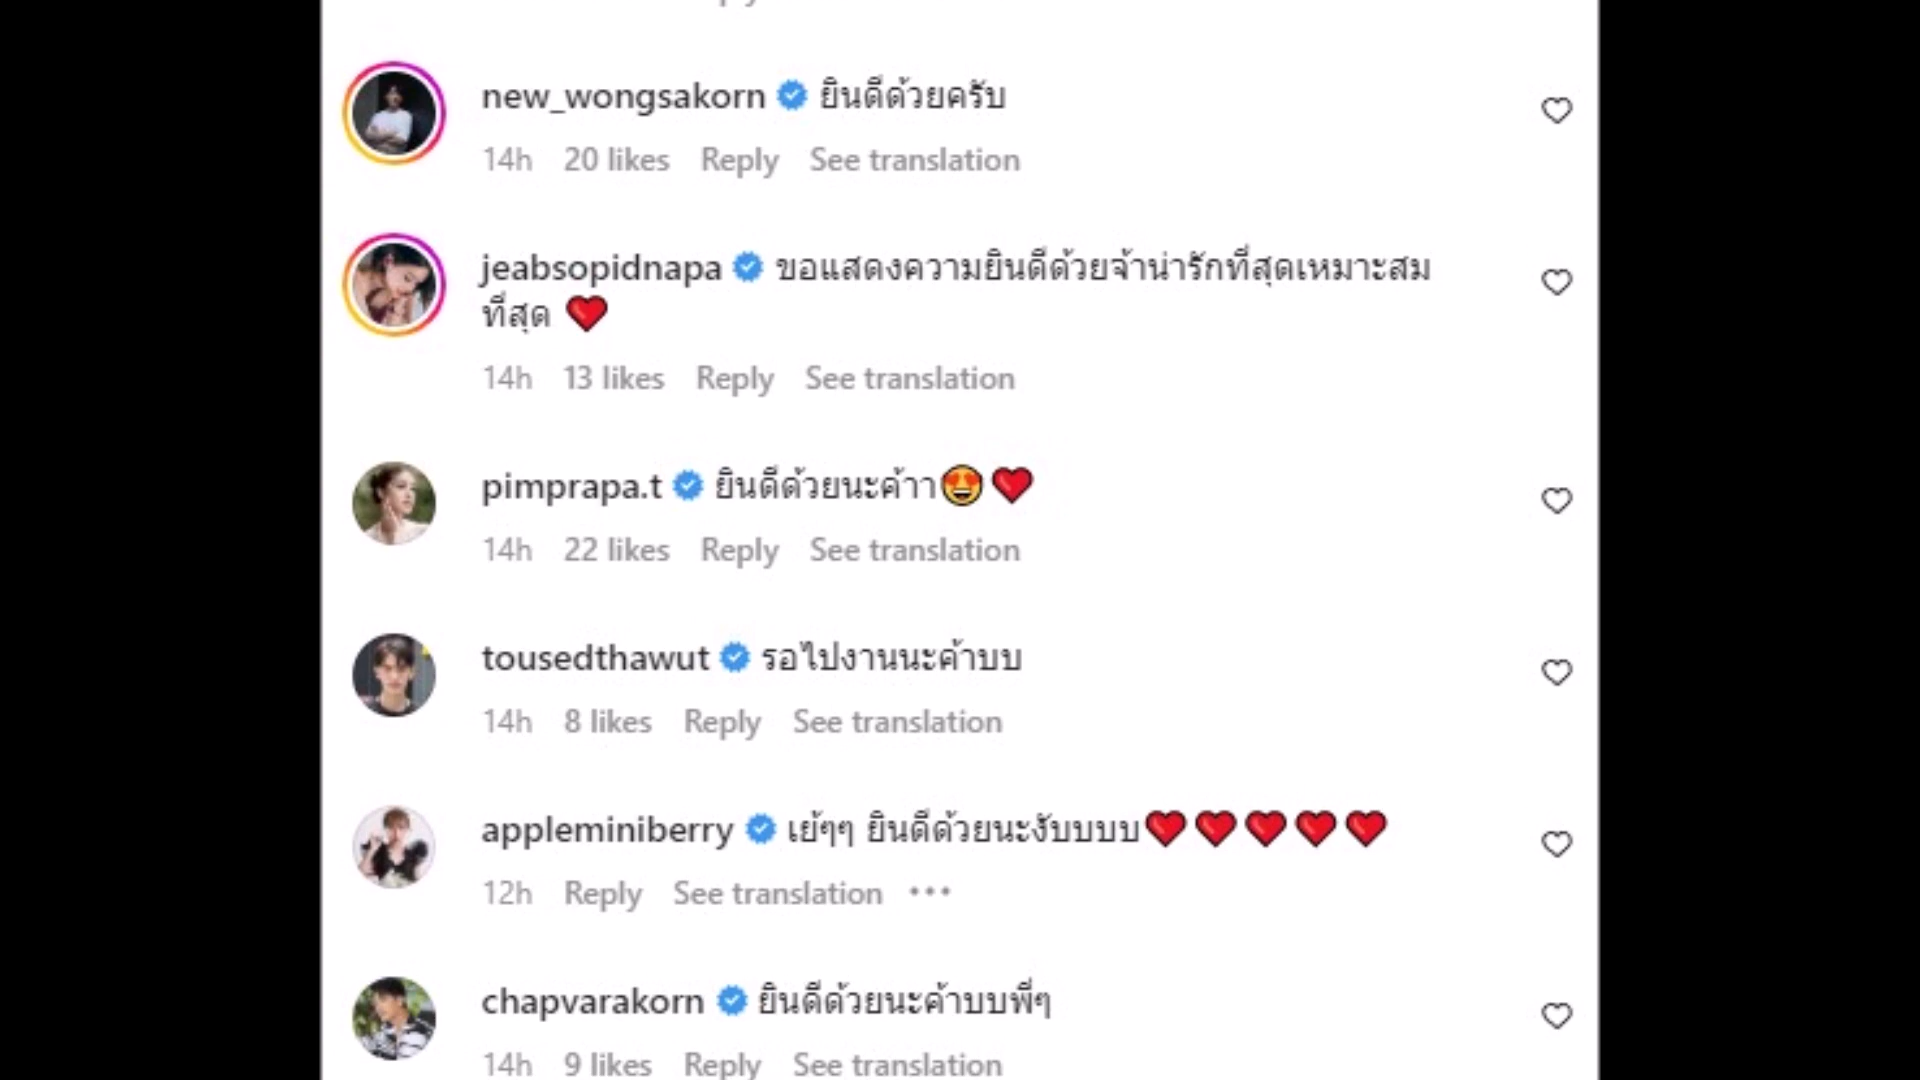 new_wongsakorn ยินดีด้วยครับ
14h 20 likes Reply See translation
jeabsopidnapa ขอแสดงความยินดีด้วยจ้าน่ารักที่สุดเหมาะสม
ที่สุด ❤️
14h 13 likes Reply See translation
pimprapa.t ยินดีด้วยนะค้าา😍❤️
14h 22 likes Reply See translation
tousedthawut รอไปงานนะค้าบบ
14h 8 likes Reply See translation
appleminiberry เย้ๆๆ ยินดีด้วยนะงับบบบ❤️❤️❤️❤️❤️
12h Reply See translation •••
chapvarakorn ยินดีด้วยนะค้าบบพี่ๆ
14h 9 likes Reply See translation